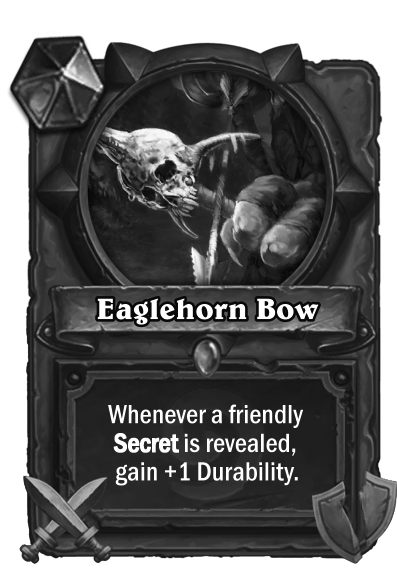 Eaglehorn Bow
Whenever a friendly
Secret is revealed,
gain +1 Durability.